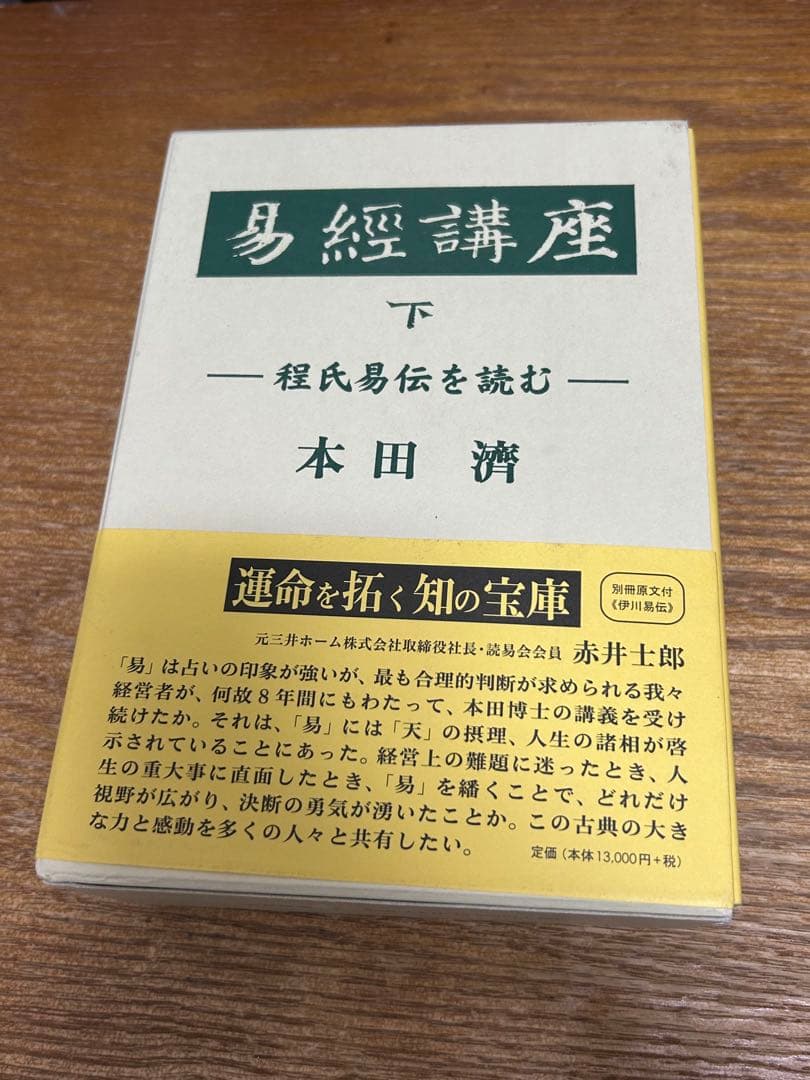 易經講座
下
―程氏易伝を読む―
本田 濟
運命を拓く知の宝庫
別冊原文付
《伊川易伝》
元三井ホーム株式会社取締役社長・読易会会員 赤井士郎
「易」は占いの印象が強いが、最も合理的判断が求められる我々
経営者が、何故8年間にもわたって、本田博士の講義を受け
続けたか。それは、「易」には「天」の摂理、人生の諸相が啓
示されていることにあった。経営上の難題に迷ったとき、人
生の重大事に直面したとき、「易」を繙くことで、どれだけ
視野が広がり、決断の勇気が湧いたことか。この古典の大き
な力と感動を多くの人々と共有したい。
定価(本体13,000円+税)